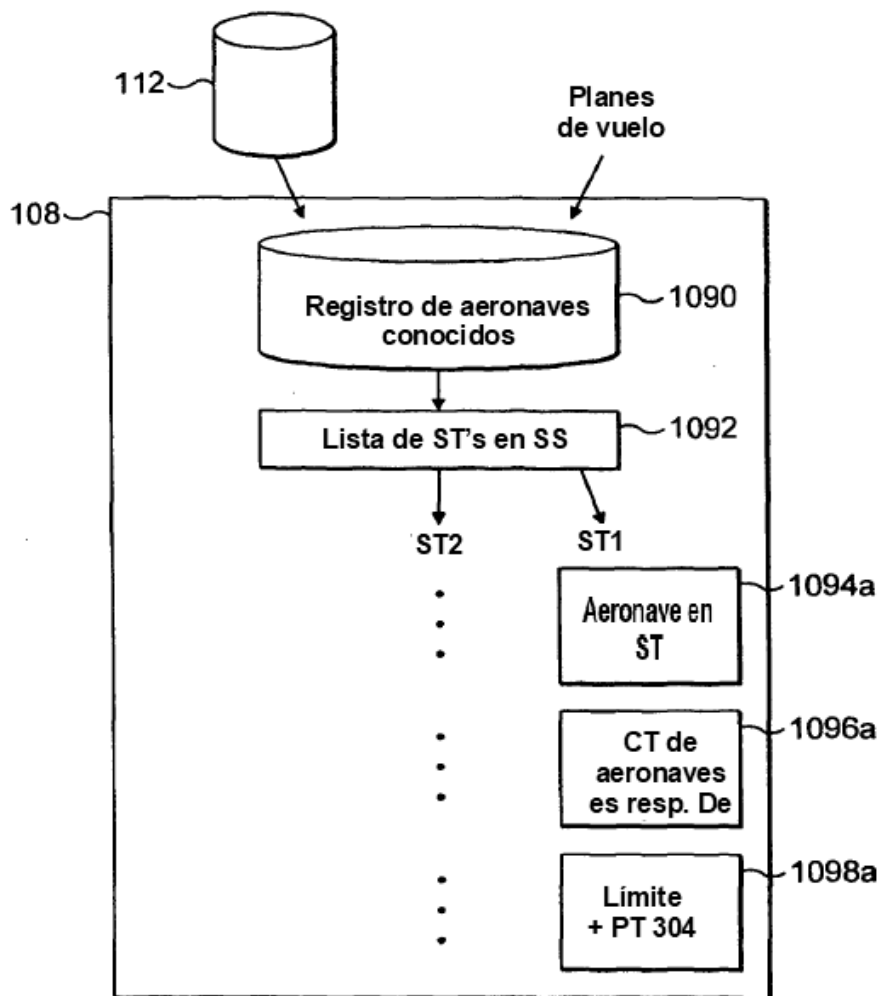 112
Planes
de vuelo
108
Registro de aeronaves
conocidos
1090
Lista de ST's en SS
1092
ST2
ST1
Aeronave en
ST
1094a
CT de
aeronaves
es resp. De
1096a
Límite
+ PT 304
1098a